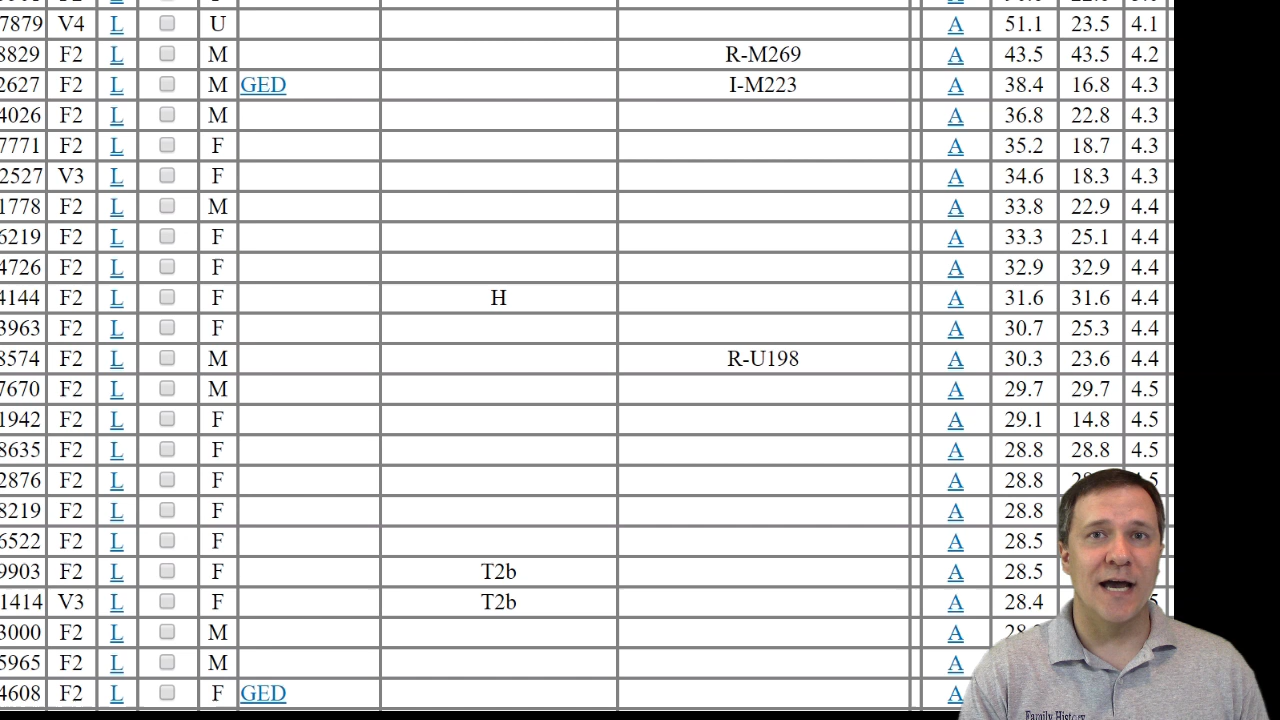 7879 V4 L U A 51.1 23.5 4.1
8829 F2 L M R-M269 A 43.5 43.5 4.2
2627 F2 L M GED I-M223 A 38.4 16.8 4.3
4026 F2 L M A 36.8 22.8 4.3
7771 F2 L F A 35.2 18.7 4.3
2527 V3 L F A 34.6 18.3 4.3
1778 F2 L M A 33.8 22.9 4.4
6219 F2 L F A 33.3 25.1 4.4
4726 F2 L F A 32.9 32.9 4.4
4144 F2 L F H A 31.6 31.6 4.4
3963 F2 L F A 30.7 25.3 4.4
8574 F2 L M R-U198 A 30.3 23.6 4.4
7670 F2 L M A 29.7 29.7 4.5
1942 F2 L F A 29.1 14.8 4.5
8635 F2 L F A 28.8 28.8 4.5
2876 F2 L F A 28.8
8219 F2 L F A 28.8
6522 F2 L F A 28.5
9903 F2 L F T2b A 28.5
1414 V3 L F T2b A 28.4
3000 F2 L M A
5965 F2 L M A
4608 F2 L F GED A
Family History